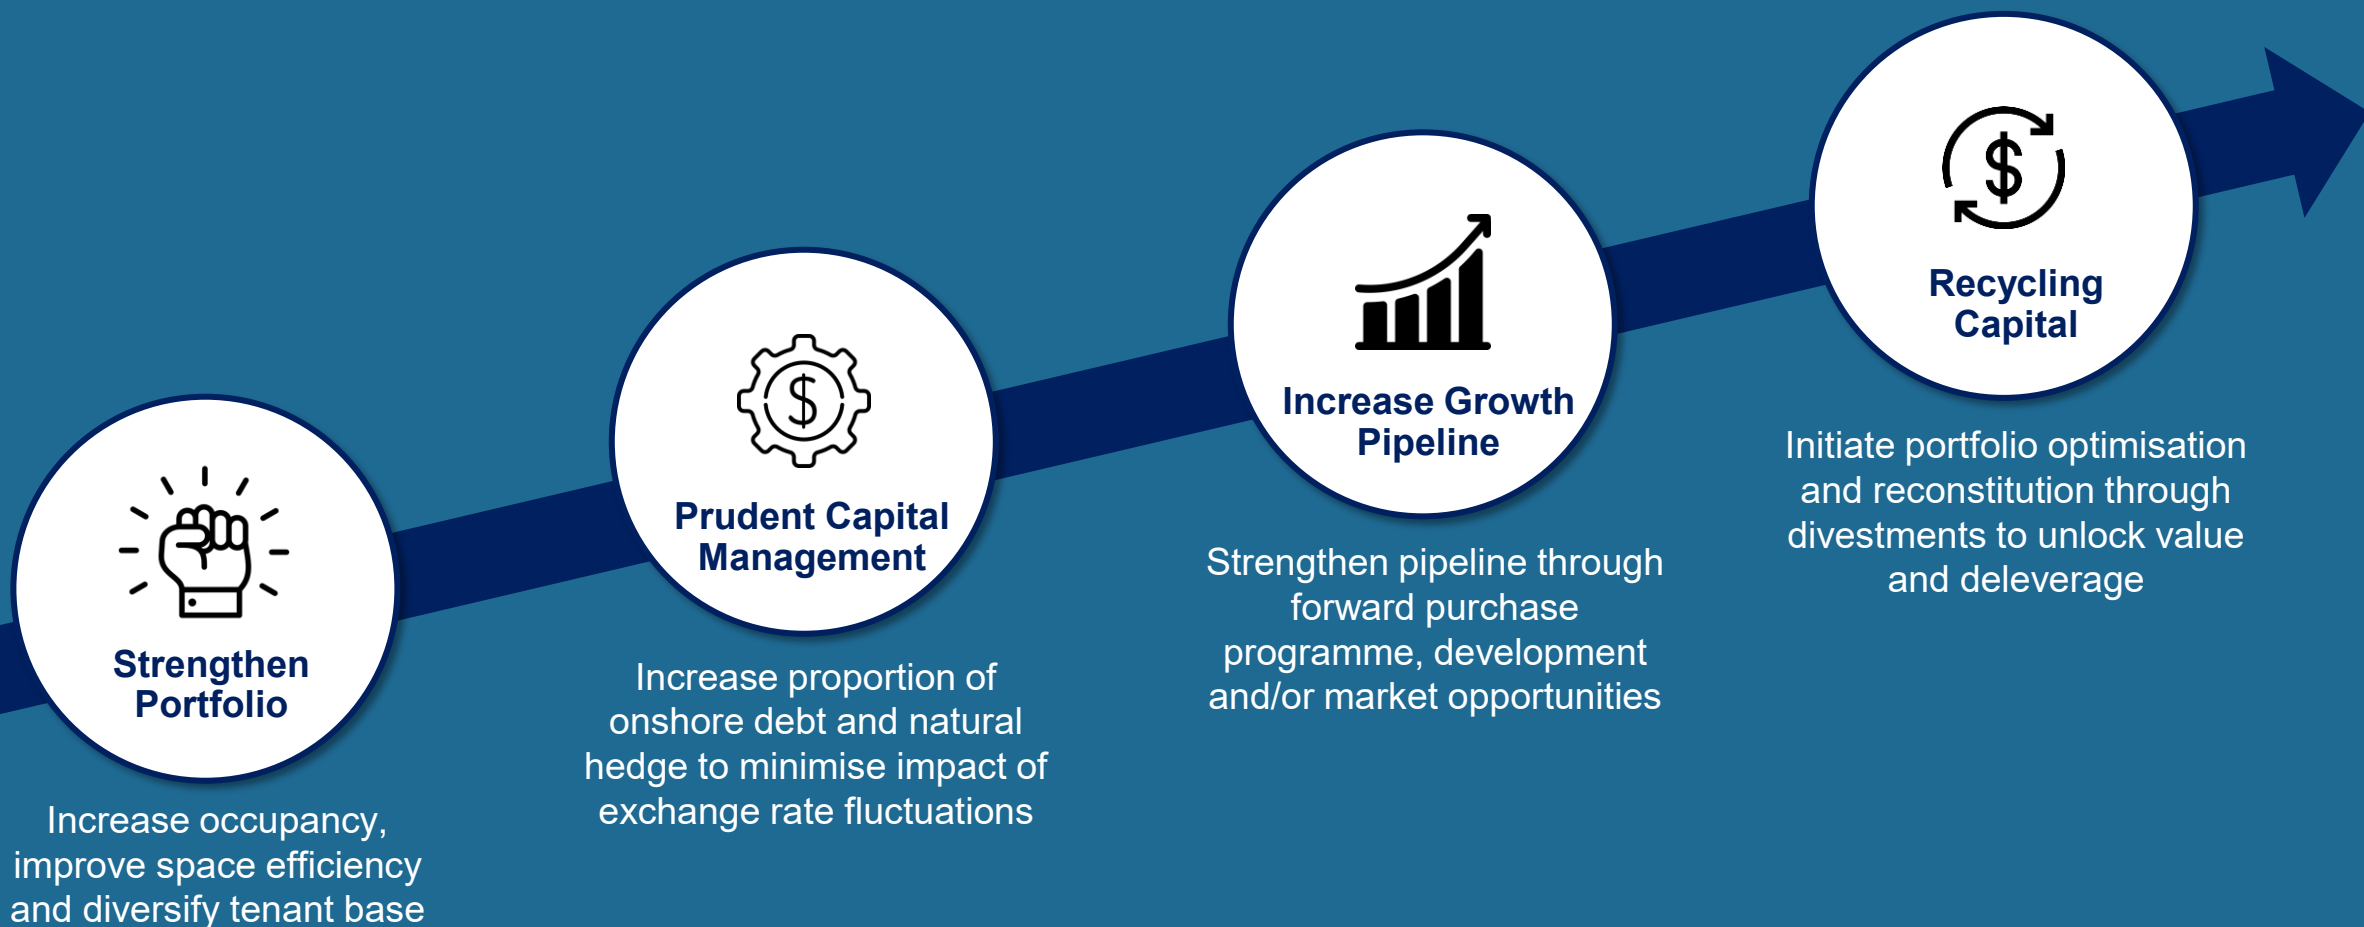 Strengthen
Portfolio
Increase occupancy,
improve space efficiency
and diversify tenant base
Prudent Capital
Management
Increase proportion of
onshore debt and natural
hedge to minimise impact of
exchange rate fluctuations
Increase Growth
Pipeline
Strengthen pipeline through
forward purchase
programme, development
and/or market opportunities
Recycling
Capital
Initiate portfolio optimisation
and reconstitution through
divestments to unlock value
and deleverage